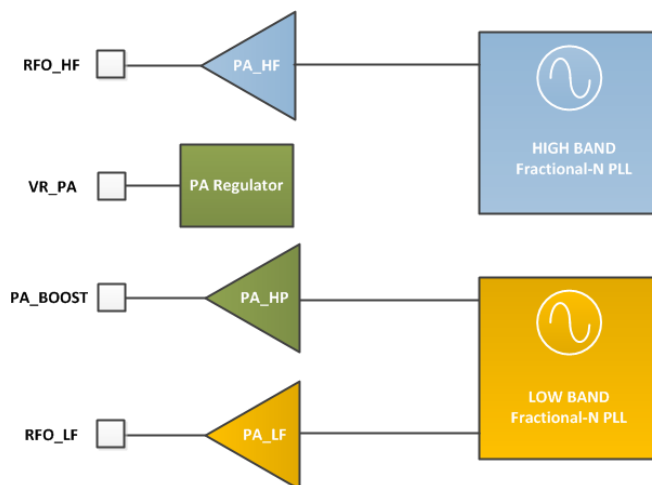 RFO_HF
PA_HF
HIGH BAND
Fractional-N PLL
VR_PA
PA Regulator
PA_BOOST
PA_HP
RFO_LF
PA_LF
LOW BAND
Fractional-N PLL